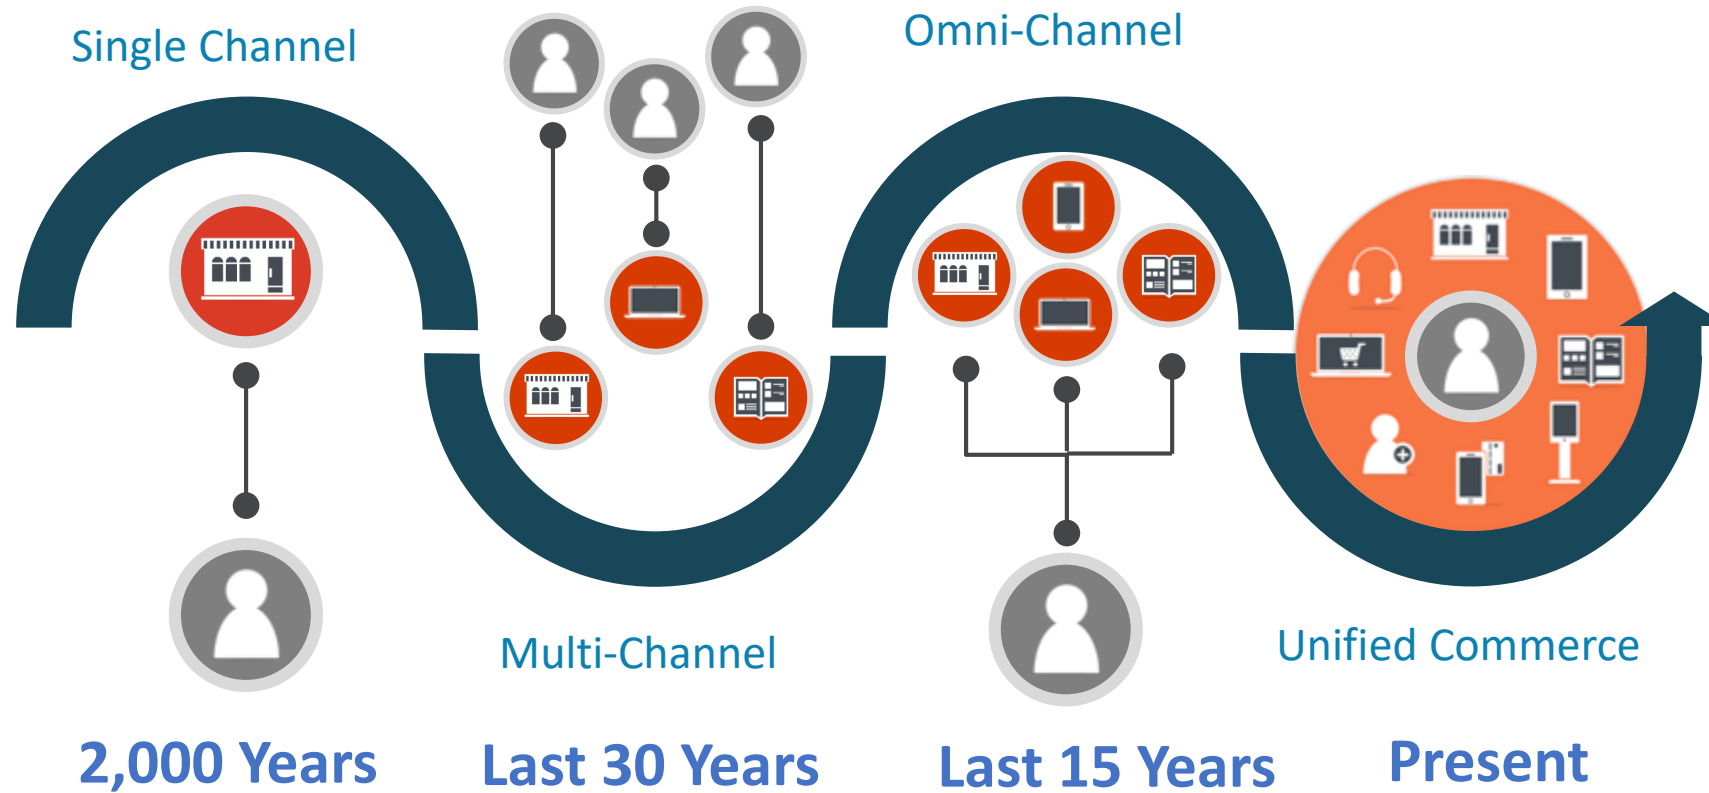 Single Channel
Omni-Channel
Multi-Channel
Unified Commerce
2,000 Years
Last 30 Years
Last 15 Years
Present